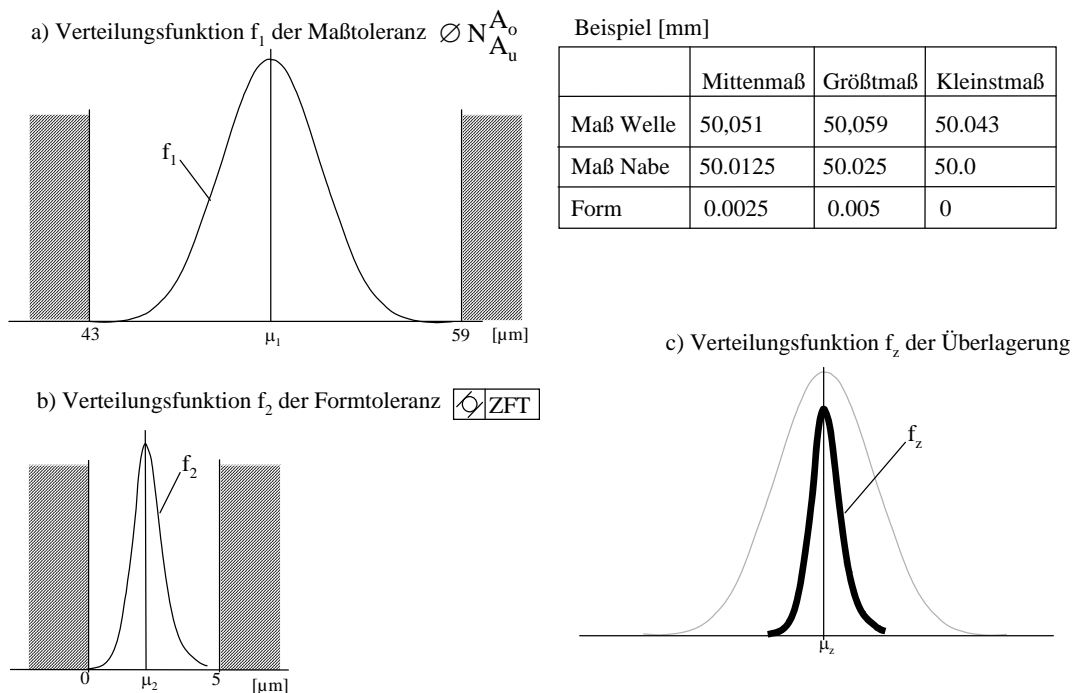 a) Verteilungsfunktion f1 der Maßtoleranz ∅ N Ao Au
f1
43 μ1 59 [μm]
Beispiel [mm]
Mittenmaß Größtmaß Kleinstmaß
Maß Welle 50,051 50,059 50.043
Maß Nabe 50.0125 50.025 50.0
Form 0.0025 0.005 0
b) Verteilungsfunktion f2 der Formtoleranz ZFT
f2
0 μ2 5 [μm]
c) Verteilungsfunktion fz der Überlagerung
fz
μz